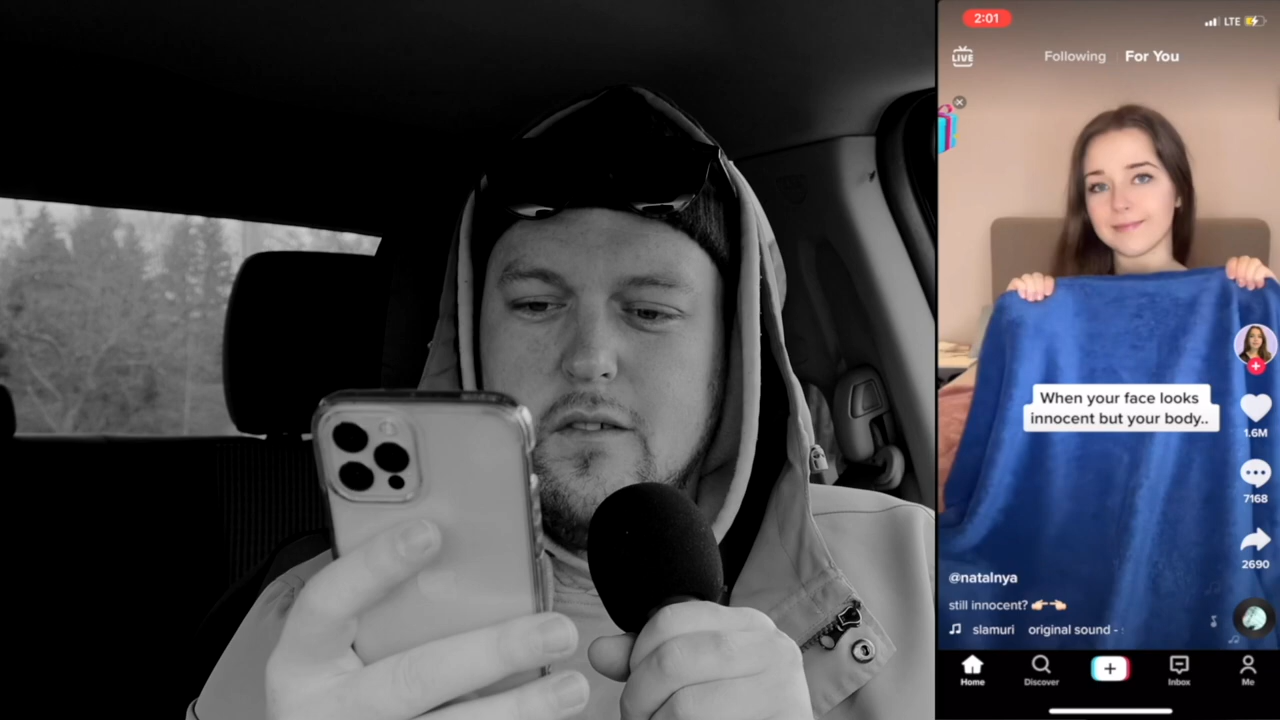 2:01
LTE
LIVE
Following
For You
When your face looks
innocent but your body..
1.6M
7168
2690
@natalnya
still innocent? 👉🏻👈🏻
slamuri original sound -
Home
Discover
Inbox
Me